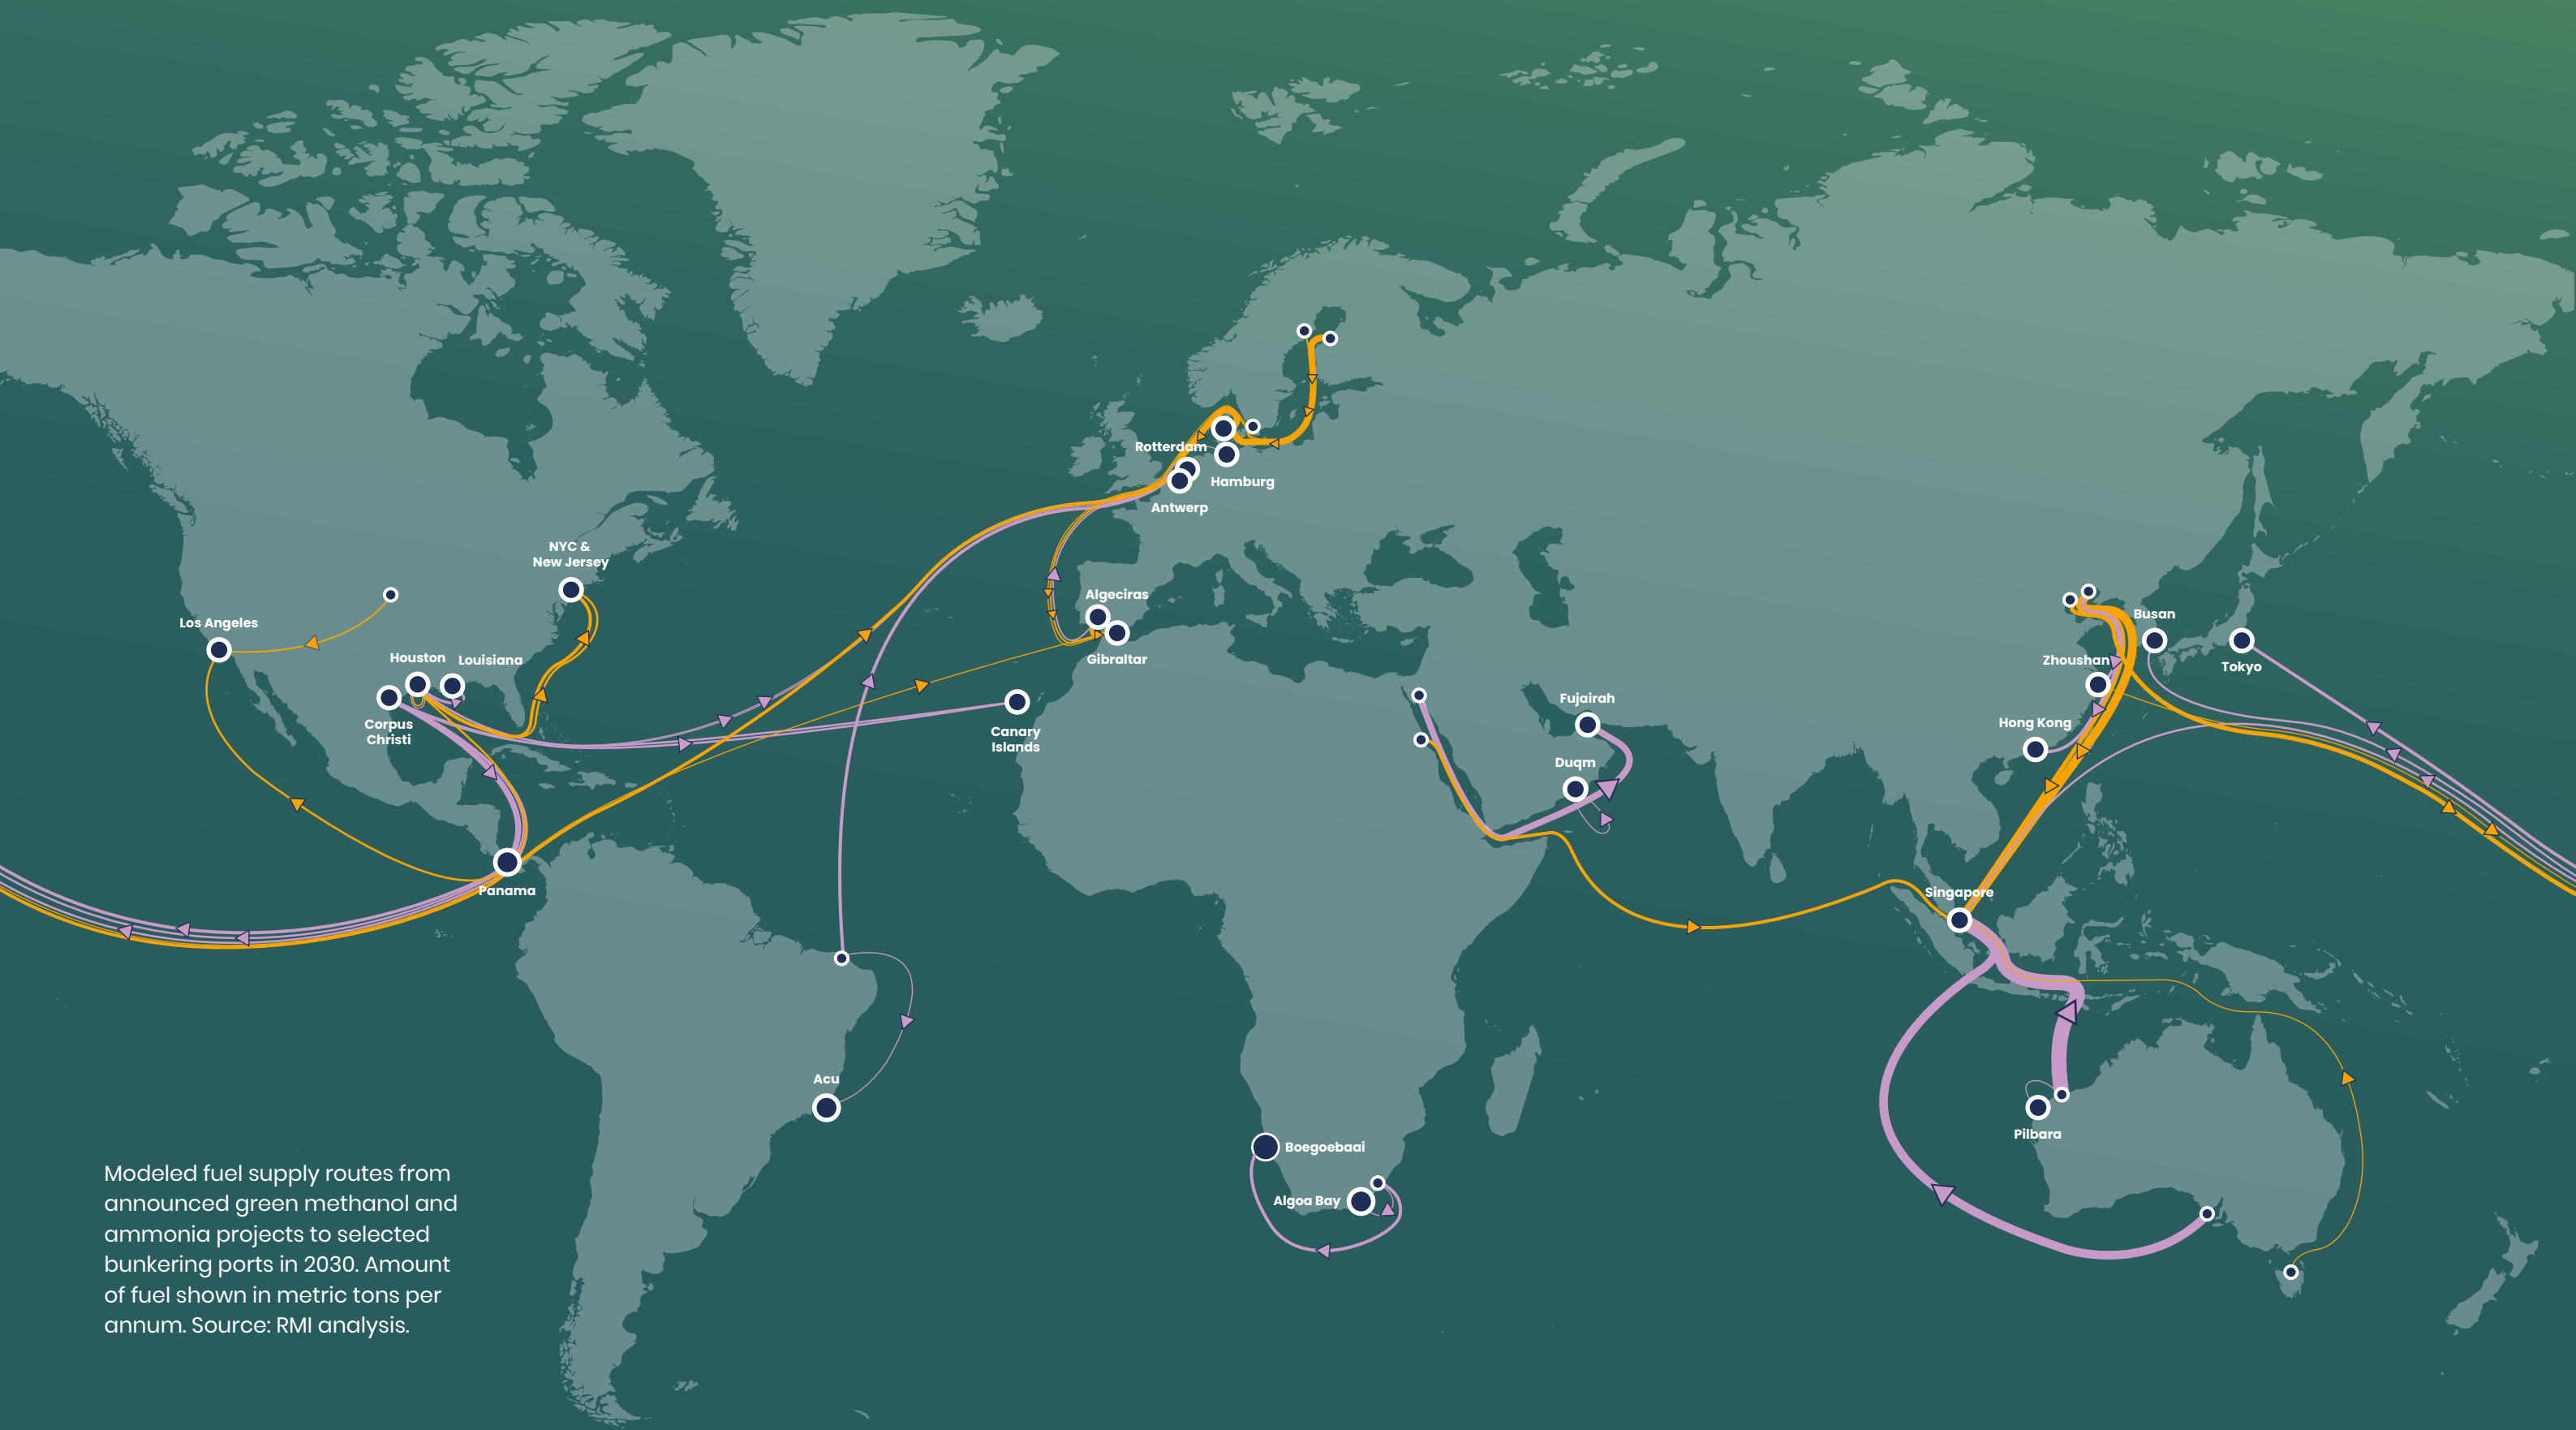 Rotterdam
Hamburg
Antwerp
NYC &
New Jersey
Algeciras
Gibraltar
Los Angeles
Houston
Louisiana
Corpus
Christi
Canary
Islands
Busan
Tokyo
Zhoushan
Hong Kong
Fujairah
Duqm
Panama
Singapore
Acu
Pilbara
Boegoebaai
Algoa Bay
Modeled fuel supply routes from
announced green methanol and
ammonia projects to selected
bunkering ports in 2030. Amount
of fuel shown in metric tons per
annum. Source: RMI analysis.